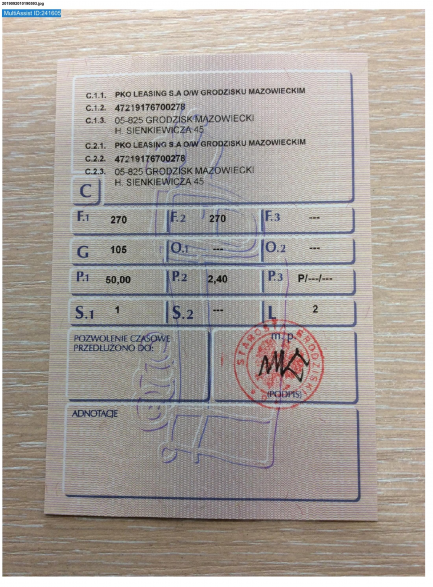 2019092010190593.jpg
MultiAssist ID:241605
C.1.1. PKO LEASING S.A O/W GRODZISKU MAZOWIECKIM
C.1.2. 47219176700278
C.1.3. 05-825 GRODZISK MAZOWIECKI
H. SIENKIEWICZA 45
C.2.1. PKO LEASING S.A O/W GRODZISKU MAZOWIECKIM
C.2.2. 47219176700278
C.2.3. 05-825 GRODZISK MAZOWIECKI
H. SIENKIEWICZA 45
C
F.1 270 F.2 270 F.3 ---
G 105 O.1 --- O.2 ---
P.1 50,00 P.2 2,40 P.3 P/---/---
S.1 1 S.2 --- L 2
POZWOLENIE CZASOWE
PRZEDŁUŻONO DO:
m.p.
STAROSTA GRODZISKI
(PODPIS)
ADNOTACJE